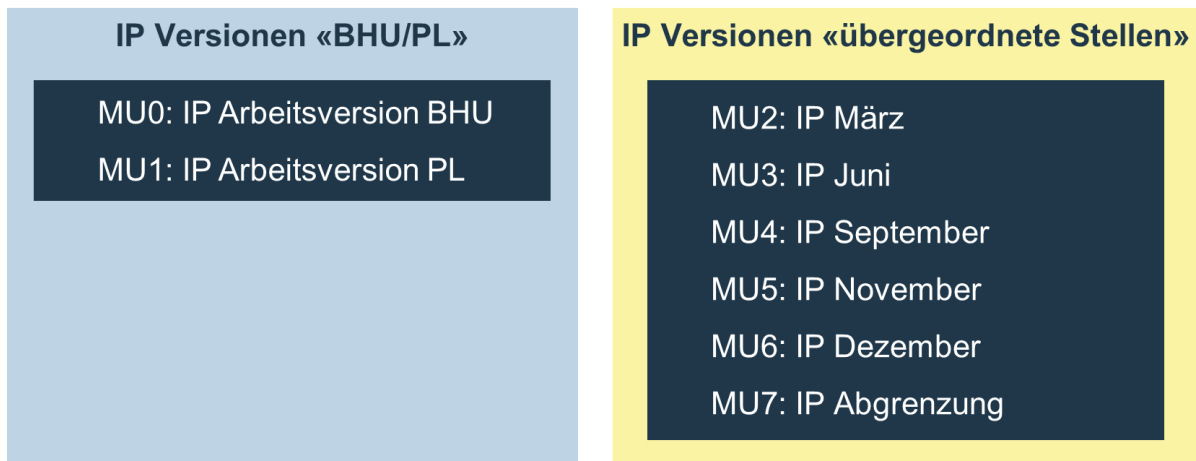 IP Versionen «BHU/PL»
MU0: IP Arbeitsversion BHU
MU1: IP Arbeitsversion PL
IP Versionen «übergeordnete Stellen»
MU2: IP März
MU3: IP Juni
MU4: IP September
MU5: IP November
MU6: IP Dezember
MU7: IP Abgrenzung